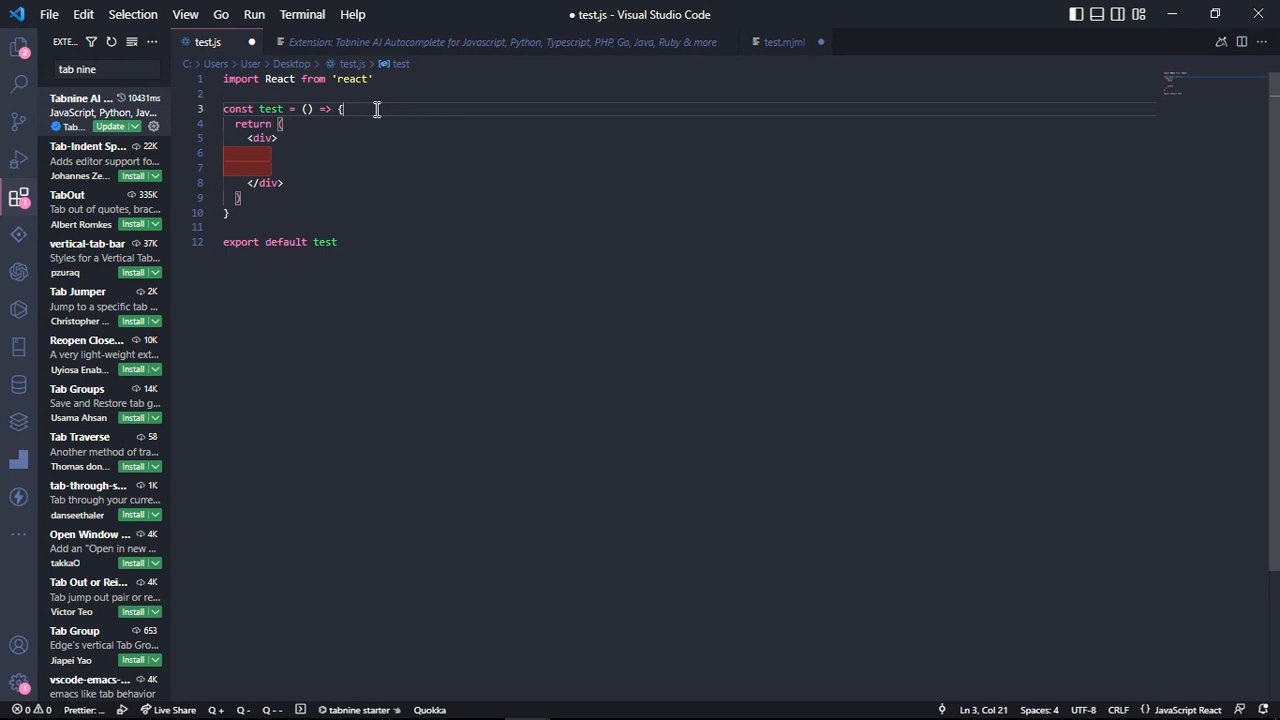 File Edit Selection View Go Run Terminal Help
● test.js - Visual Studio Code
EXTE...
test.js
Extension: Tabnine AI Autocomplete for Javascript, Python, Typescript, PHP, Go, Java, Ruby & more
test.mjml
C: > Users > User > Desktop > test.js > test
tab nine
Tabnine AI ... 10431ms
JavaScript, Python, Jav...
Tab... Update
Tab-Indent Sp... 22K
Adds editor support fo...
Johannes Ze... Install
TabOut 335K
Tab out of quotes, brac...
Albert Romkes Install
vertical-tab-bar 37K
Styles for a Vertical Tab...
pzuraq Install
Tab Jumper 2K
Jump to a specific tab ...
Christopher ... Install
Reopen Close... 10K
A very light-weight ext...
Uyiosa Enab... Install
Tab Groups 14K
Save and Restore tab g...
Usama Ahsan Install
Tab Traverse 58
Another method of tra...
Thomas don... Install
tab-through-s... 1K
Tab through your curre...
danseethaler Install
Open Window ... 4K
Add an "Open in new ...
takkaO Install
Tab Out or Rei... 4K
Tab jump out pair or re...
Victor Teo Install
Tab Group 653
Edge's vertical Tab Gro...
Jiapei Yao Install
vscode-emacs-... 4K
emacs like tab behavior
2
1
1
1 import React from 'react'
2
3 const test = () => {
4 return (
5 <div>
6
7
8 </div>
9 )
10 }
11
12 export default test
0 0 Prettier: ... Live Share Q + Q - Q - - tabnine starter Quokka
Ln 3, Col 21 Spaces: 4 UTF-8 CRLF {} JavaScript React